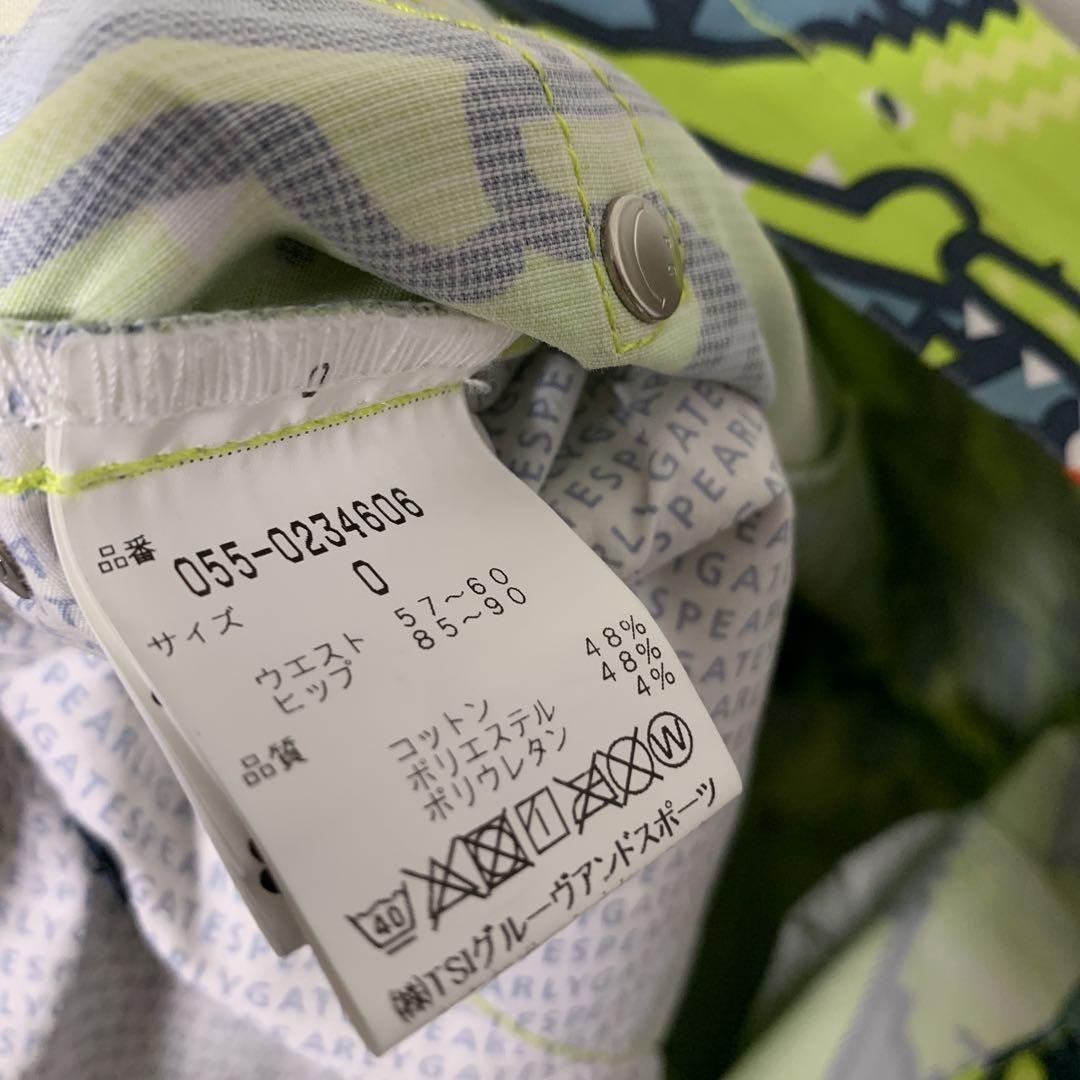 品番 055-0234606
サイズ 0
ウエスト 57～60
ヒップ 85～90
品質 コットン 48%
ポリエステル 48%
ポリウレタン 4%
40 W
㈱TSIグルーヴアンドスポーツ
PEARLYGATES